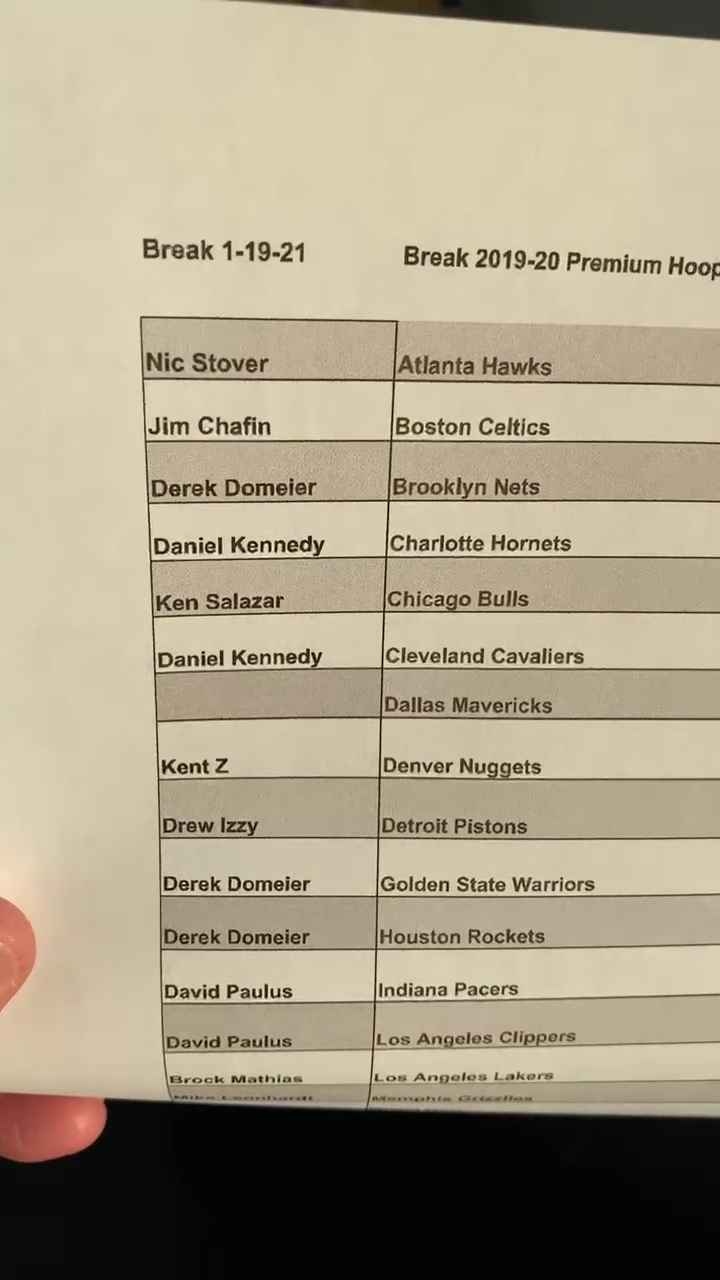 Break 1-19-21 Break 2019-20 Premium Hoop
Nic Stover Atlanta Hawks
Jim Chafin Boston Celtics
Derek Domeier Brooklyn Nets
Daniel Kennedy Charlotte Hornets
Ken Salazar Chicago Bulls
Daniel Kennedy Cleveland Cavaliers
Dallas Mavericks
Kent Z Denver Nuggets
Drew Izzy Detroit Pistons
Derek Domeier Golden State Warriors
Derek Domeier Houston Rockets
David Paulus Indiana Pacers
David Paulus Los Angeles Clippers
Brock Mathias Los Angeles Lakers
Memphis Grizzlies